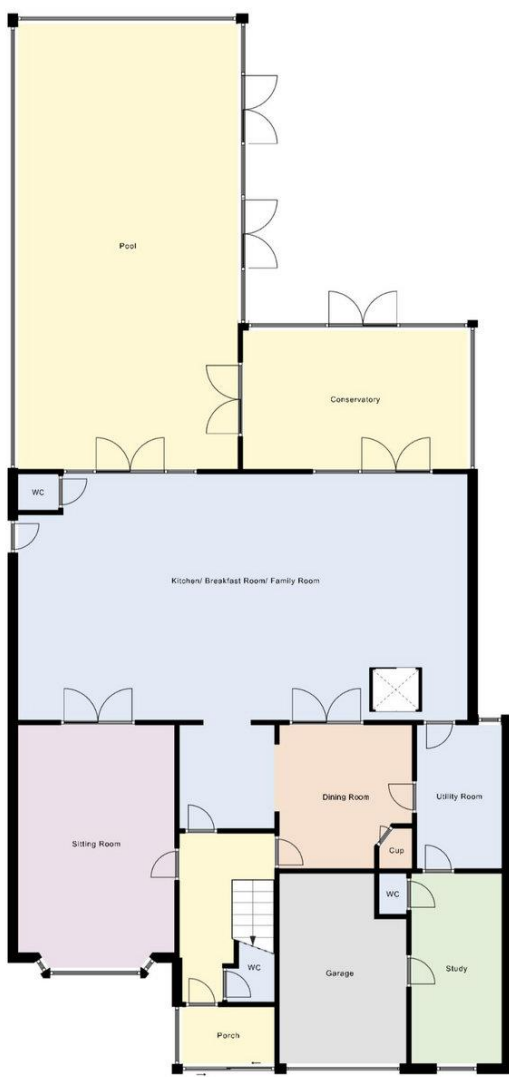 Pool
Conservatory
WC
Kitchen/ Breakfast Room/ Family Room
Dining Room
Utility Room
Sitting Room
Cup
WC
WC
Garage
Study
Porch